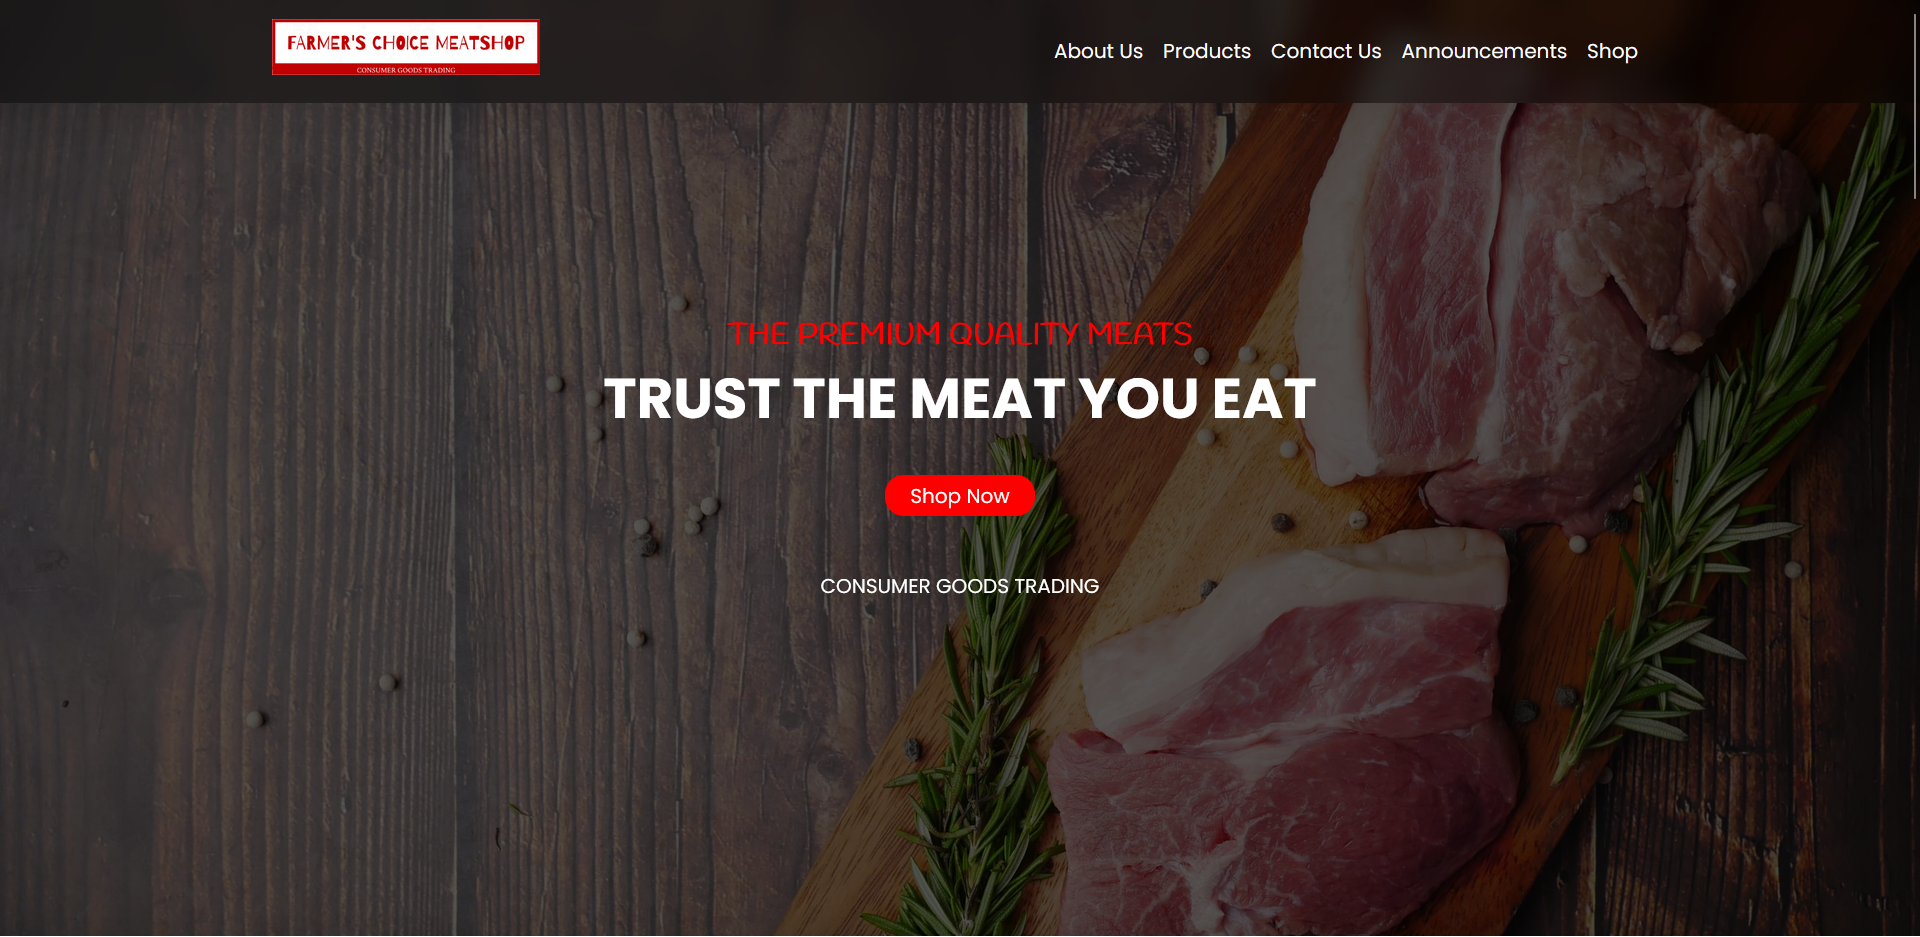 FARMER'S CHOICE MEATSHOP
CONSUMER GOODS TRADING
About Us Products Contact Us Announcements Shop
THE PREMIUM QUALITY MEATS
TRUST THE MEAT YOU EAT
Shop Now
CONSUMER GOODS TRADING